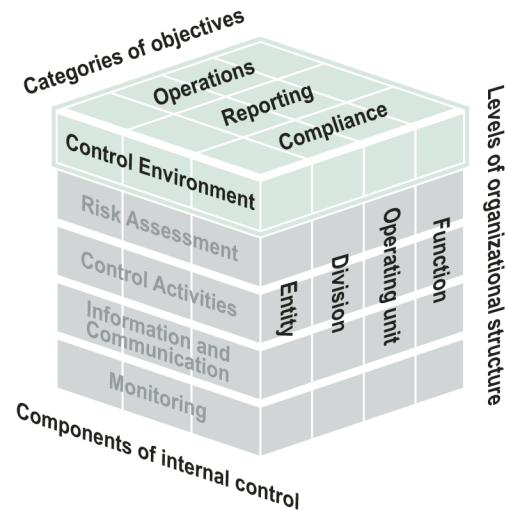 Categories of objectives
Operations
Reporting
Compliance
Control Environment
Risk Assessment
Control Activities
Information and
Communication
Monitoring
Entity
Division
Operating unit
Function
Levels of organizational structure
Components of internal control